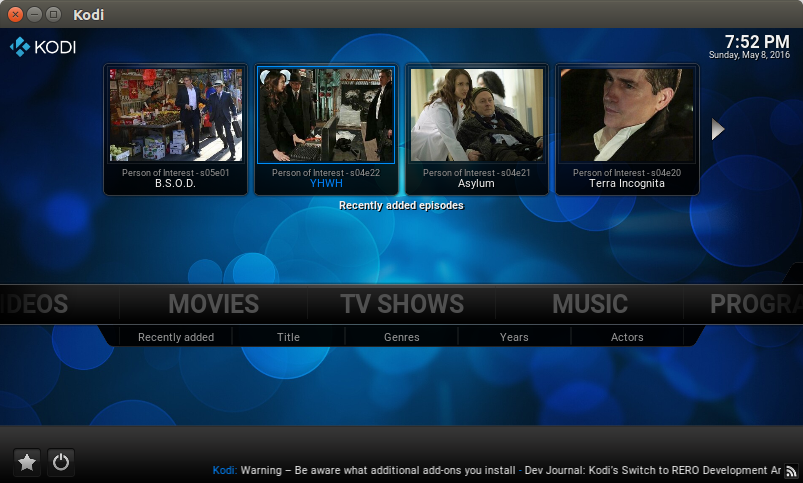 Kodi
KODI
7:52 PM
Sunday, May 8, 2016
Person of Interest - s05e01
B.S.O.D.
Person of Interest - s04e22
YHWH
Person of Interest - s04e21
Asylum
Person of Interest - s04e20
Terra Incognita
Recently added episodes
IDEOS MOVIES TV SHOWS MUSIC PROGRA
Recently added Title Genres Years Actors
Kodi: Warning – Be aware what additional add-ons you install - Dev Journal: Kodi's Switch to RERO Development Ar